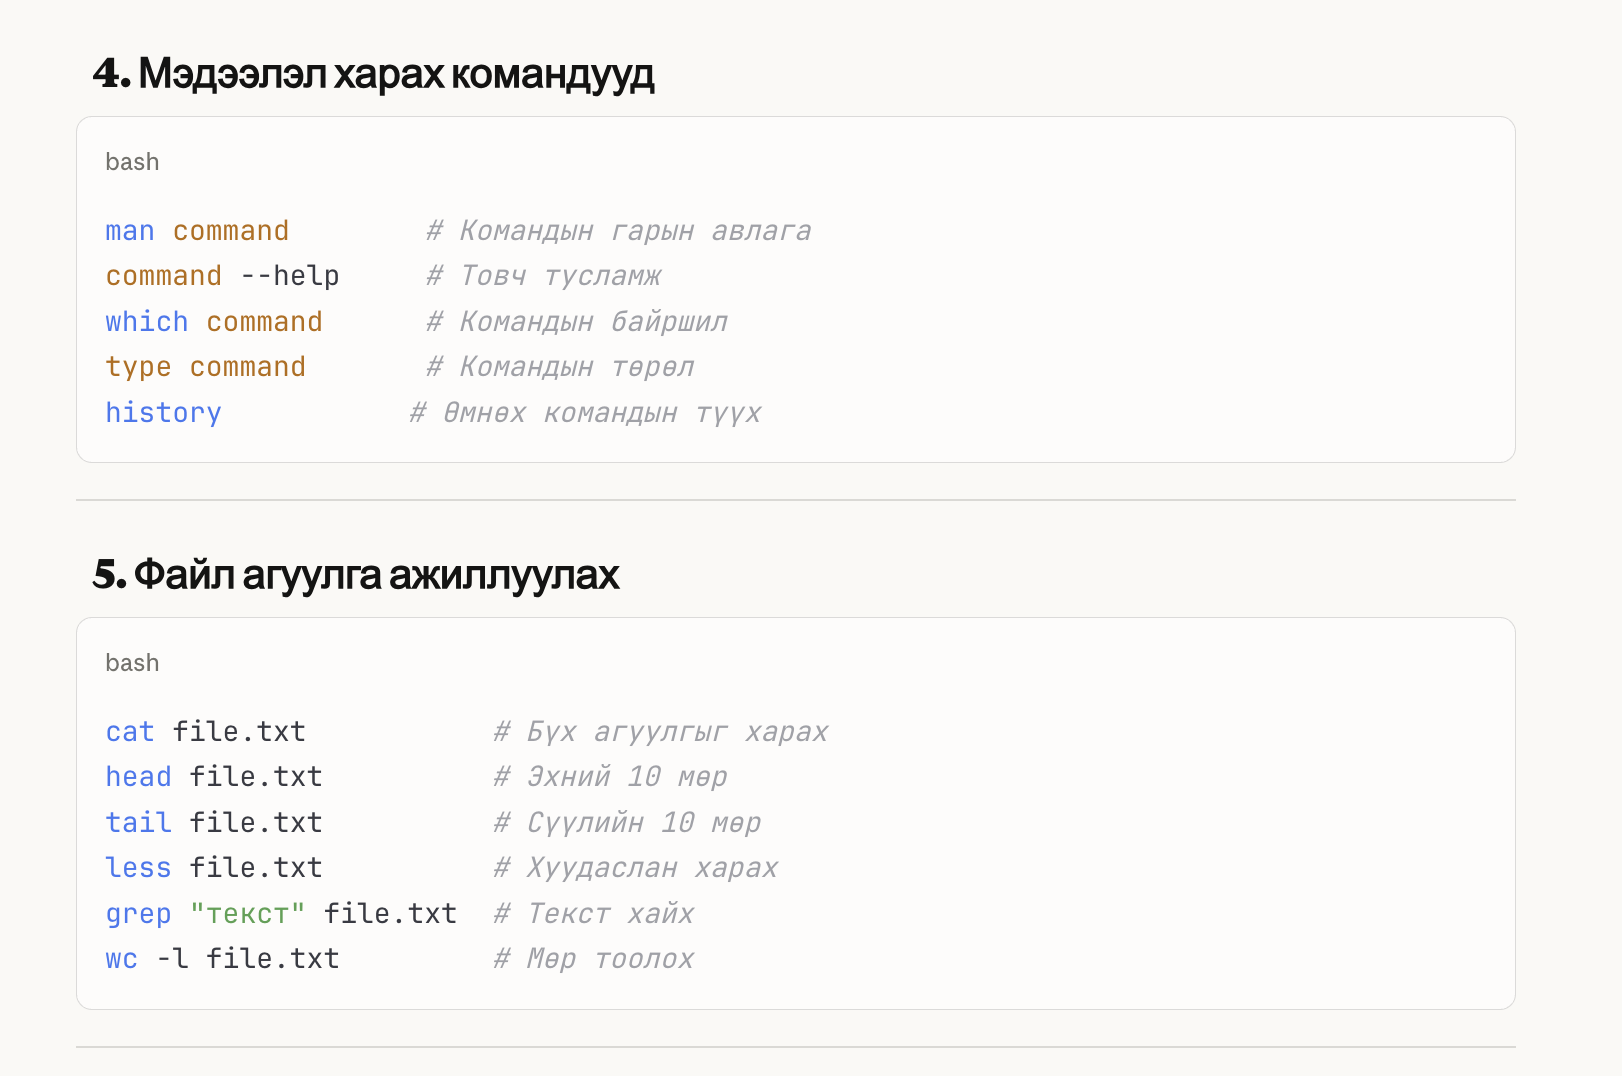 4. Мэдээлэл харах командууд
bash
man command # Командын гарын авлага
command --help # Товч тусламж
which command # Командын байршил
type command # Командын төрөл
history # Өмнөх командын түүх
5. Файл агуулга ажиллуулах
bash
cat file.txt # Бүх агуулгыг харах
head file.txt # Эхний 10 мөр
tail file.txt # Сүүлийн 10 мөр
less file.txt # Хуудаслан харах
grep "текст" file.txt # Текст хайх
wc -l file.txt # Мөр тоолох